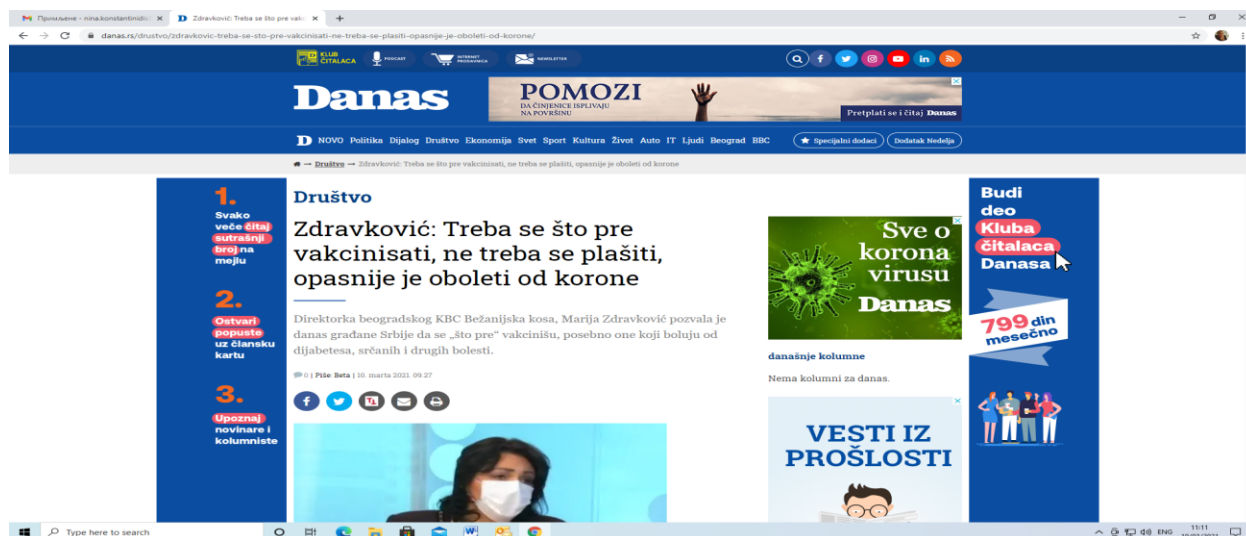 Примљене - nina.konstantinidis
Zdravković: Treba se što pre vakc
danas.rs/drustvo/zdravkovic-treba-se-sto-pre-vakcinisati-ne-treba-se-plasiti-opasnije-je-oboleti-od-korone/
KLUB ČITALACA
PODCAST
INTERNET PRODAVNICA
NEWSLETTER
Danas
POMOZI
DA ČINJENICE ISPLIVAJU
NA POVRŠINU
Pretplati se i čitaj Danas
NOVO Politika Dijalog Društvo Ekonomija Svet Sport Kultura Život Auto IT Ljudi Beograd BBC
Specijalni dodaci
Dodatak Nedelja
Društvo → Zdravković: Treba se što pre vakcinisati, ne treba se plašiti, opasnije je oboleti od korone
1.
Svako
veče čitaj
sutrašnji
broj na
mejlu
2.
Ostvari
popuste
uz člansku
kartu
3.
Upoznaj
novinare i
kolumniste
Društvo
Zdravković: Treba se što pre
vakcinisati, ne treba se plašiti,
opasnije je oboleti od korone
Direktorka beogradskog KBC Bežanijska kosa, Marija Zdravković pozvala je
danas građane Srbije da se „što pre" vakcinišu, posebno one koji boluju od
dijabetesa, srčanih i drugih bolesti.
0 | Piše: Beta | 10. marta 2021. 09.27
Sve o
korona
virusu
Danas
današnje kolumne
Nema kolumni za danas.
VESTI IZ
PROŠLOSTI
Budi
deo
Kluba
čitalaca
Danasa
799 din
mesečno
Type here to search
ENG
11:11
10/03/2021